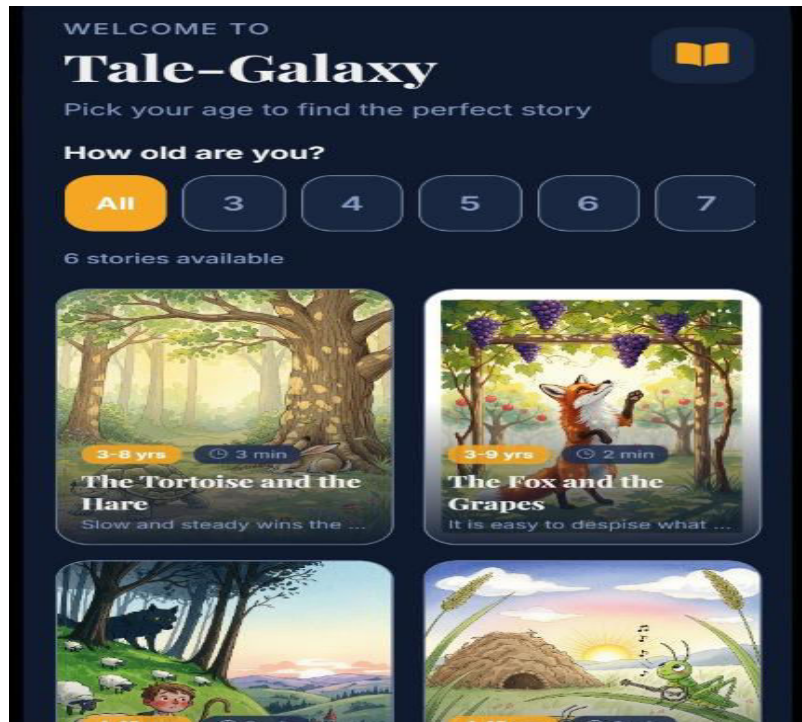 WELCOME TO
Tale-Galaxy
Pick your age to find the perfect story
How old are you?
All 3 4 5 6 7
6 stories available
3-8 yrs 3 min
The Tortoise and the
Hare
Slow and steady wins the ...
3-9 yrs 2 min
The Fox and the
Grapes
It is easy to despise what ...